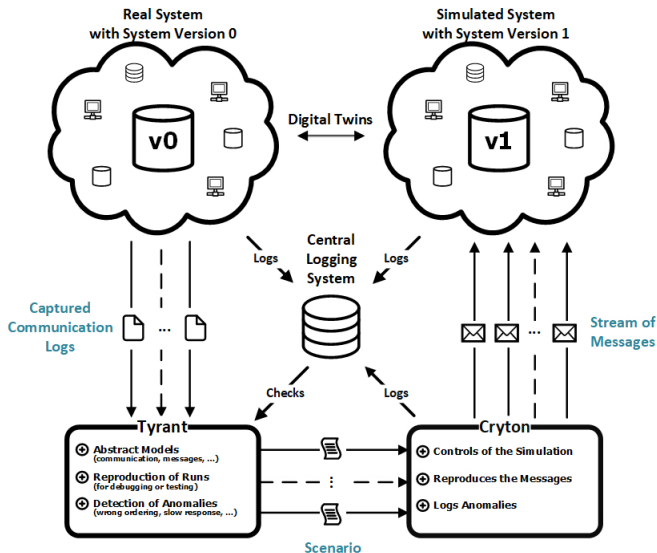 Real System
with System Version 0
Simulated System
with System Version 1
v0
Digital Twins
v1
Logs
Central
Logging
System
Logs
Captured
Communication
Logs
...
...
Stream of
Messages
Checks
Logs
Tyrant
Abstract Models
(communication, messages, ...)
Reproduction of Runs
(for debugging or testing)
Detection of Anomalies
(wrong ordering, slow response, ...)
Cryton
Controls of the Simulation
Reproduces the Messages
Logs Anomalies
...
Scenario